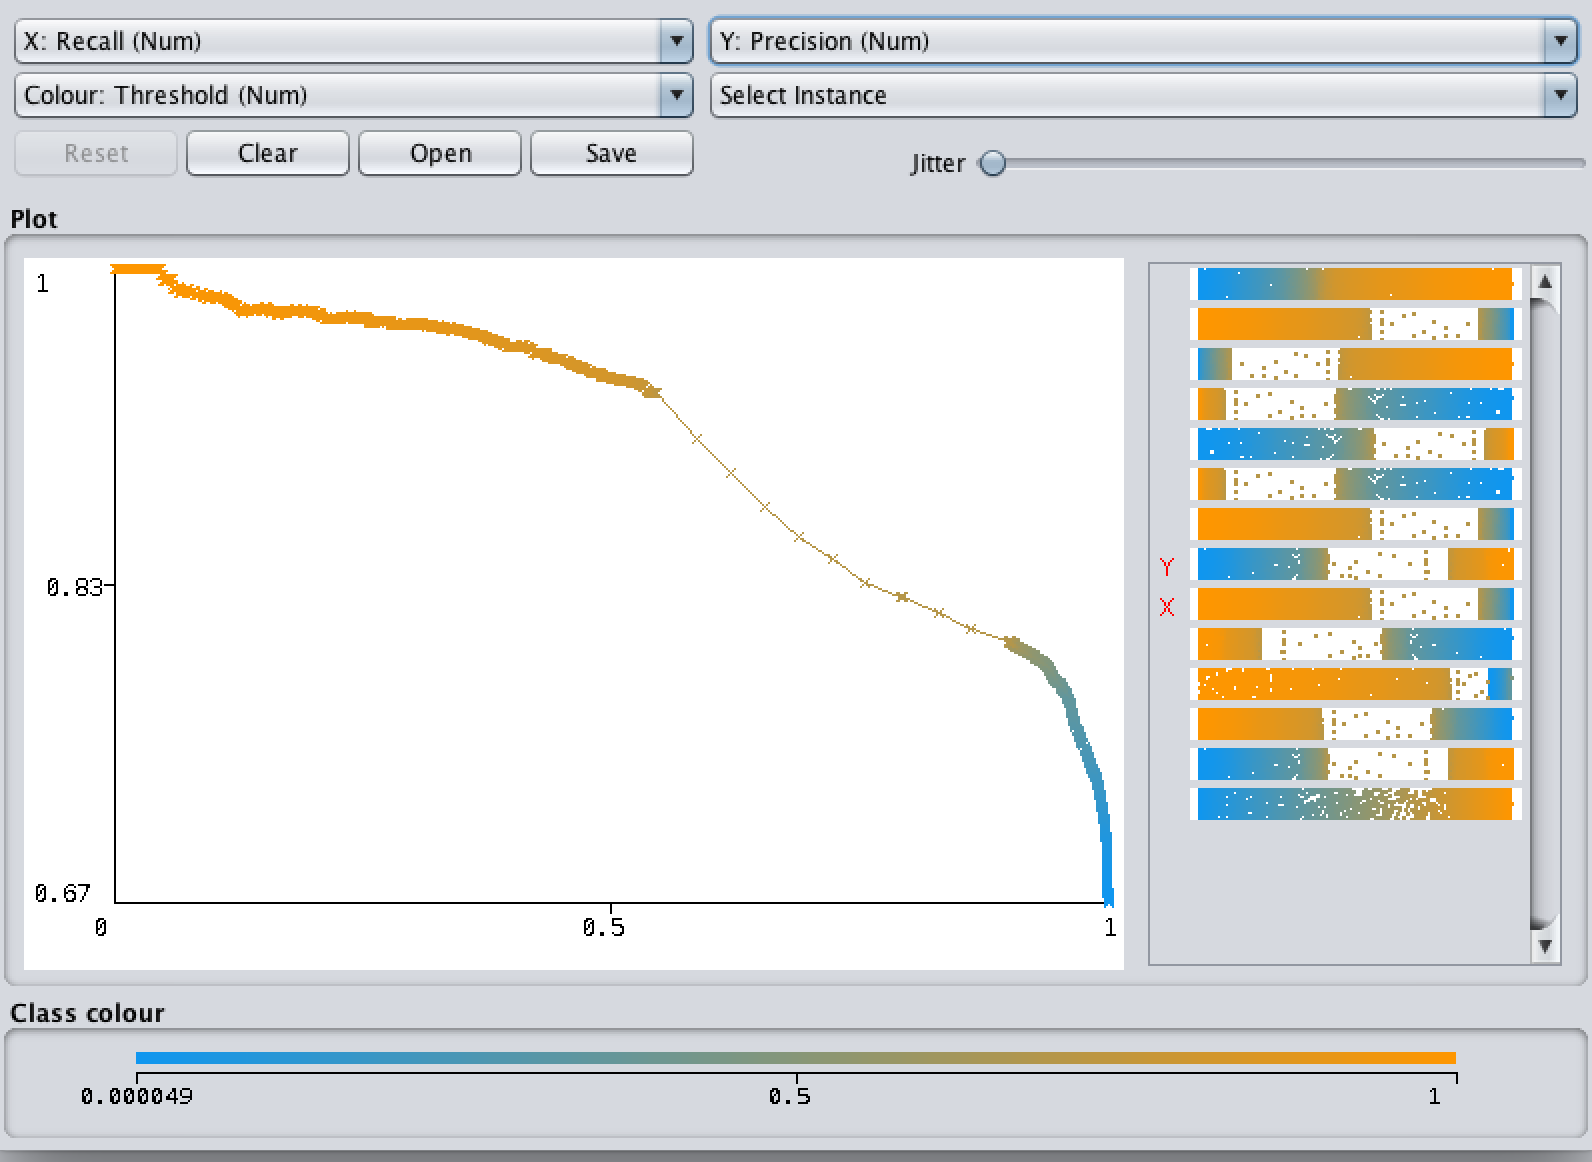 X: Recall (Num)
Y: Precision (Num)
Colour: Threshold (Num)
Select Instance
Reset
Clear
Open
Save
Jitter
Plot
1
0.83
0.67
0
0.5
1
Y
X
Class colour
0.000049
0.5
1